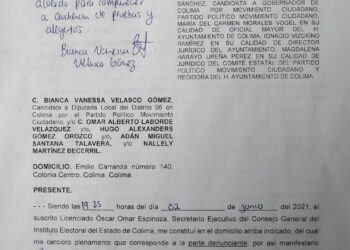 acuerdo para comparecer
a audiencia de pruebas y
alegatos.
Bianca Vanessa
Velasco Gómez
SÁNCHEZ, CANDIDATA A GOBERNADOR DE
COLIMA POR MOVIMIENTO CIUDADANO,
PARTIDO POLÍTICO MOVIMIENTO CIUDADANO,
MARÍA DEL CARMEN MORALES VOGEL EN SU
CALIDAD DE OFICIAL MAYOR DEL H.
AYUNTAMIENTO DE COLIMA, IGNACIO VIZCAÍNO
RAMÍREZ EN SU CALIDAD DE DIRECTOR
JURÍDICO DEL AYUNTAMIENTO, MAGDALENA
HARAYD UREÑA PÉREZ EN SU CALIDAD DE
JURÍDICO DEL COMITÉ ESTATAL DEL PARTIDO
POLÍTICO MOVIMIENTO CIUDADANO Y
REGIDORA DEL H. AYUNTAMIENTO DE COLIMA.
C. BIANCA VANESSA VELASCO GÓMEZ,
Candidata a Diputada Local del Distrito 06 en
Colima por el Partido Político Movimiento
Ciudadano, y/o C. OMAR ALBERTO LABORDE
VELÁZQUEZ y/o, HUGO ALEXANDERS
GÓMEZ OROZCO y/o, ADÁN MIGUEL
SANTANA TALAVERA, y/o, NALLELY
MARTÍNEZ BECERRIL.
DOMICILIO. Emilio Carranza número 140,
Colonia Centro, Colima, Colima.
PRESENTE.
- - - Siendo las 19:35 horas del día 02 de junio del 2021, el
suscrito Licenciado Óscar Omar Espinoza, Secretario Ejecutivo del Consejo General del
Instituto Electoral del Estado de Colima, me constituí en el domicilio arriba indicado, del
cual me cercioro plenamente que corresponde a la parte denunciante, por así manifestarlo